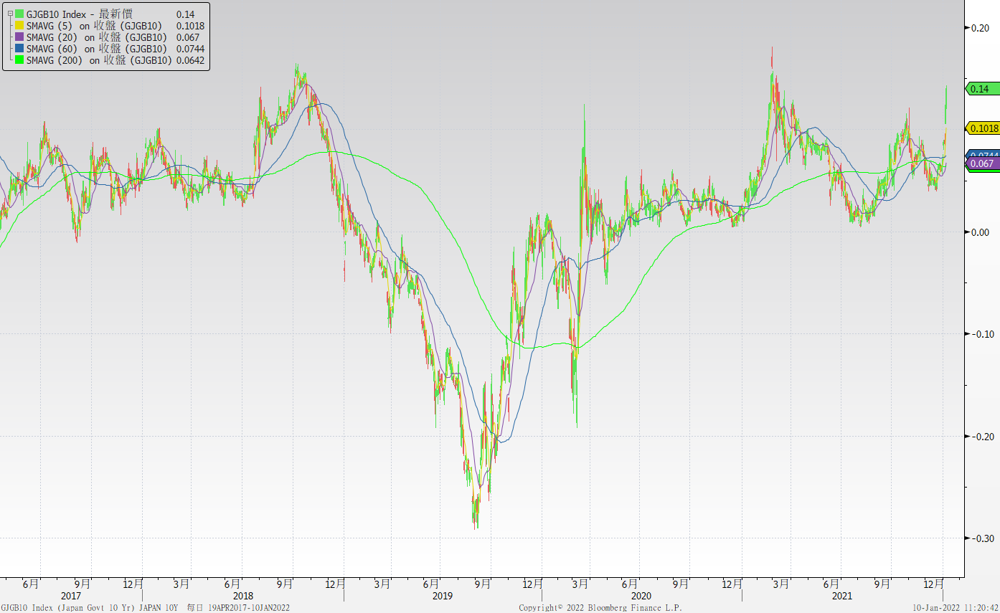 GJGB10 Index - 最新價 0.14
SMAVG (5) on 收盤 (GJGB10) 0.1018
SMAVG (20) on 收盤 (GJGB10) 0.067
SMAVG (60) on 收盤 (GJGB10) 0.0744
SMAVG (200) on 收盤 (GJGB10) 0.0642
0.20
0.14
0.1018
0.0744
0.067
0.00
-0.10
-0.20
-0.30
6月 9月 12月 3月 6月 9月 12月 3月 6月 9月 12月 3月 6月 9月 12月 3月 6月 9月 12月
2017 2018 2019 2020 2021
GJGB10 Index (Japan Govt 10 Yr) JAPAN 10Y 每日 19APR2017-10JAN2022 Copyright© 2022 Bloomberg Finance L.P. 10-Jan-2022 11:20:42